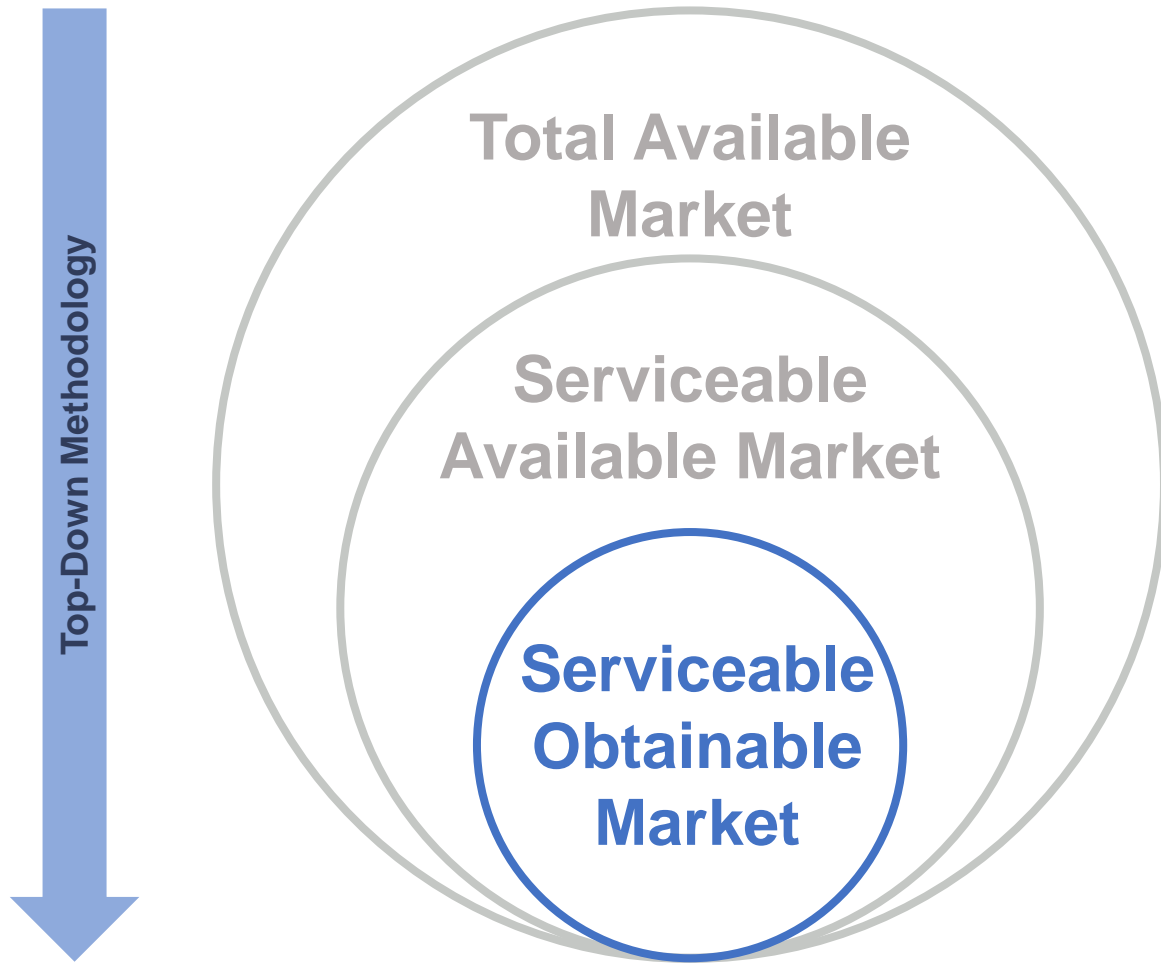 Top-Down Methodology
Total Available
Market
Serviceable
Available Market
Serviceable
Obtainable
Market